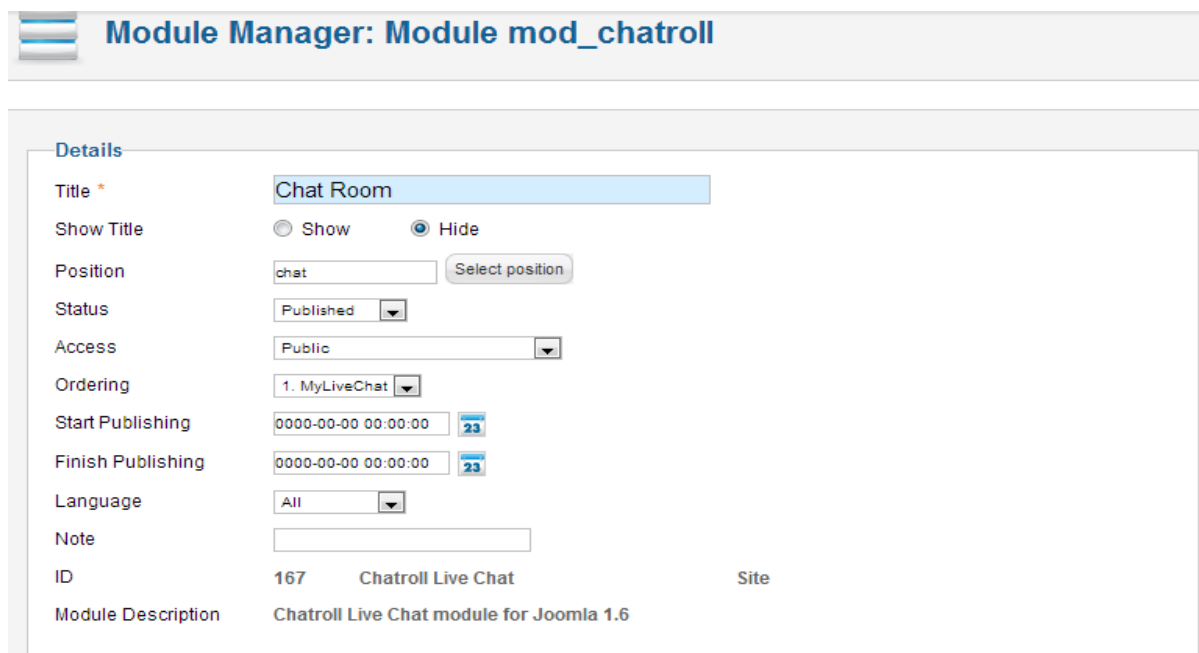 Module Manager: Module mod_chatroll
Details
Title * Chat Room
Show Title Show Hide
Position chat Select position
Status Published
Access Public
Ordering 1. MyLiveChat
Start Publishing 0000-00-00 00:00:00 23
Finish Publishing 0000-00-00 00:00:00 23
Language All
Note
ID 167 Chatroll Live Chat Site
Module Description Chatroll Live Chat module for Joomla 1.6